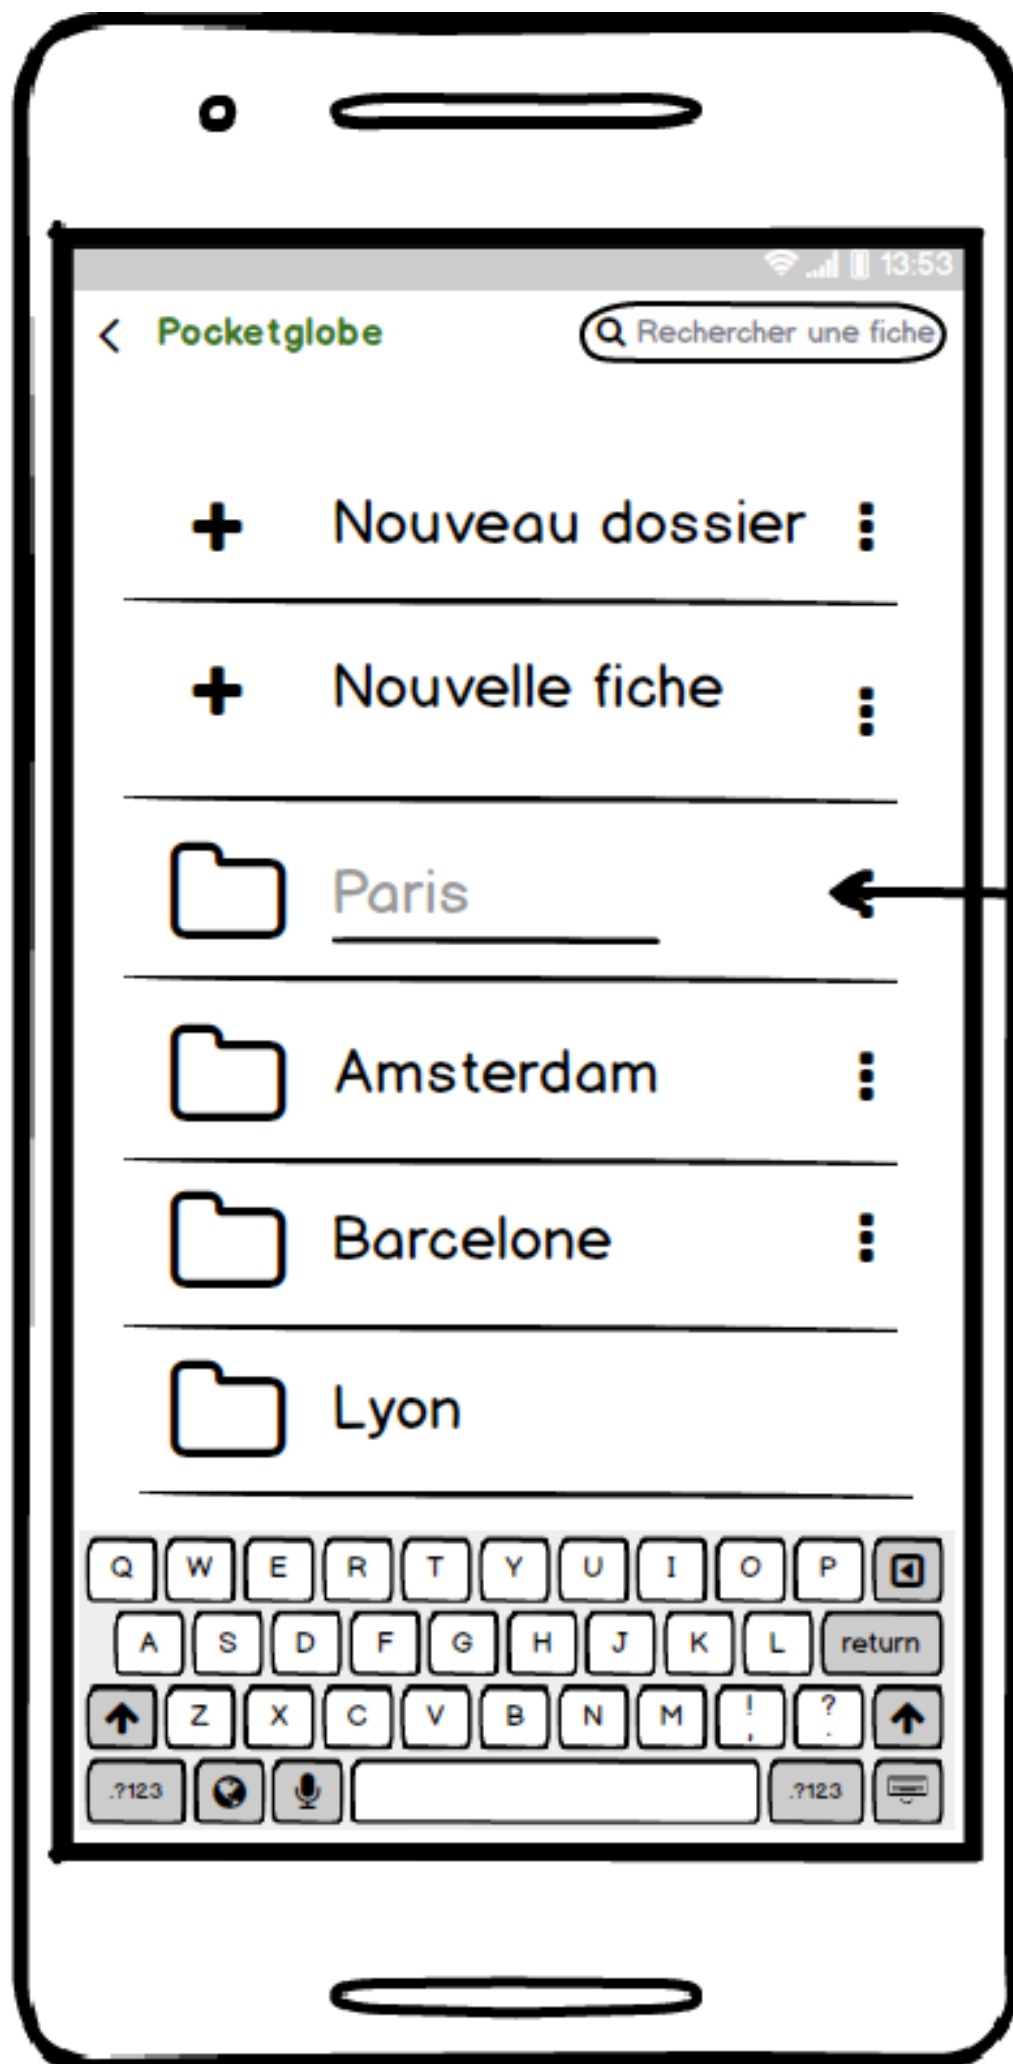 13:53
Pocketglobe Rechercher une fiche
Nouveau dossier
Nouvelle fiche
Paris
Amsterdam
Barcelone
Lyon
Q W E R T Y U I O P
A S D F G H J K L return
Z X C V B N M ! , ? .
.?123 .?123